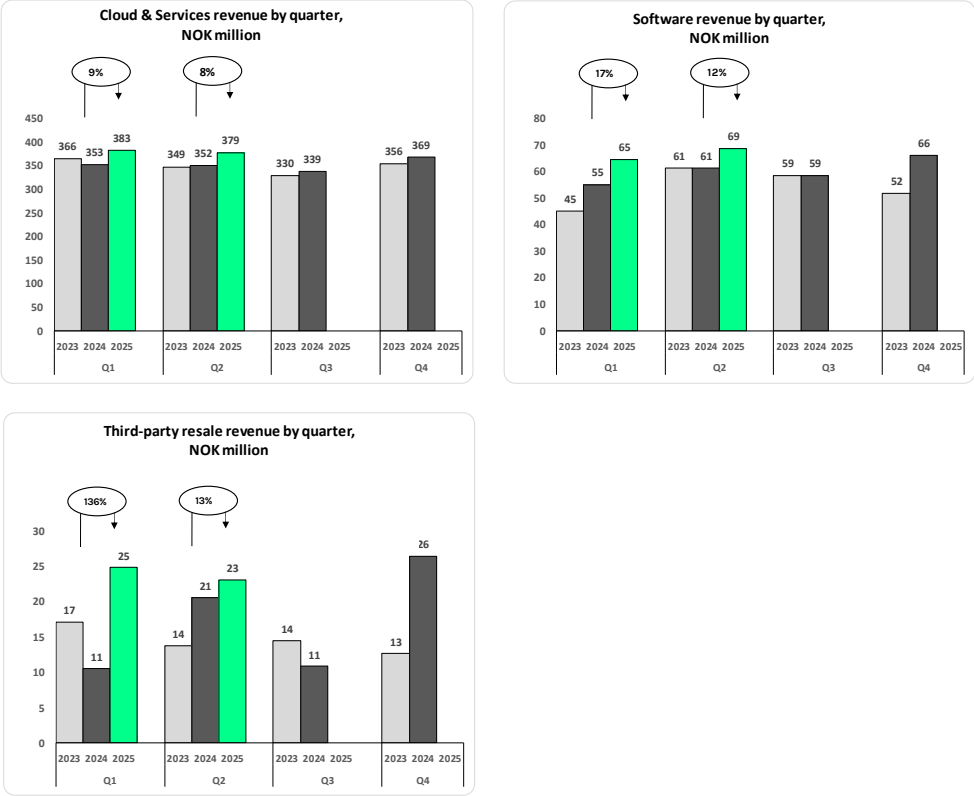 Cloud & Services revenue by quarter,
NOK million
9%
8%
450
400
350
300
250
200
150
100
50
0
366
353
383
349
352
379
330
339
356
369
2023 2024 2025
2023 2024 2025
2023 2024 2025
2023 2024 2025
Q1
Q2
Q3
Q4
Software revenue by quarter,
NOK million
17%
12%
80
70
60
50
40
30
20
10
0
45
55
65
61
61
69
59
59
52
66
2023 2024 2025
2023 2024 2025
2023 2024 2025
2023 2024 2025
Q1
Q2
Q3
Q4
Third-party resale revenue by quarter,
NOK million
136%
13%
30
25
20
15
10
5
0
17
11
25
14
21
23
14
11
13
26
2023 2024 2025
2023 2024 2025
2023 2024 2025
2023 2024 2025
Q1
Q2
Q3
Q4